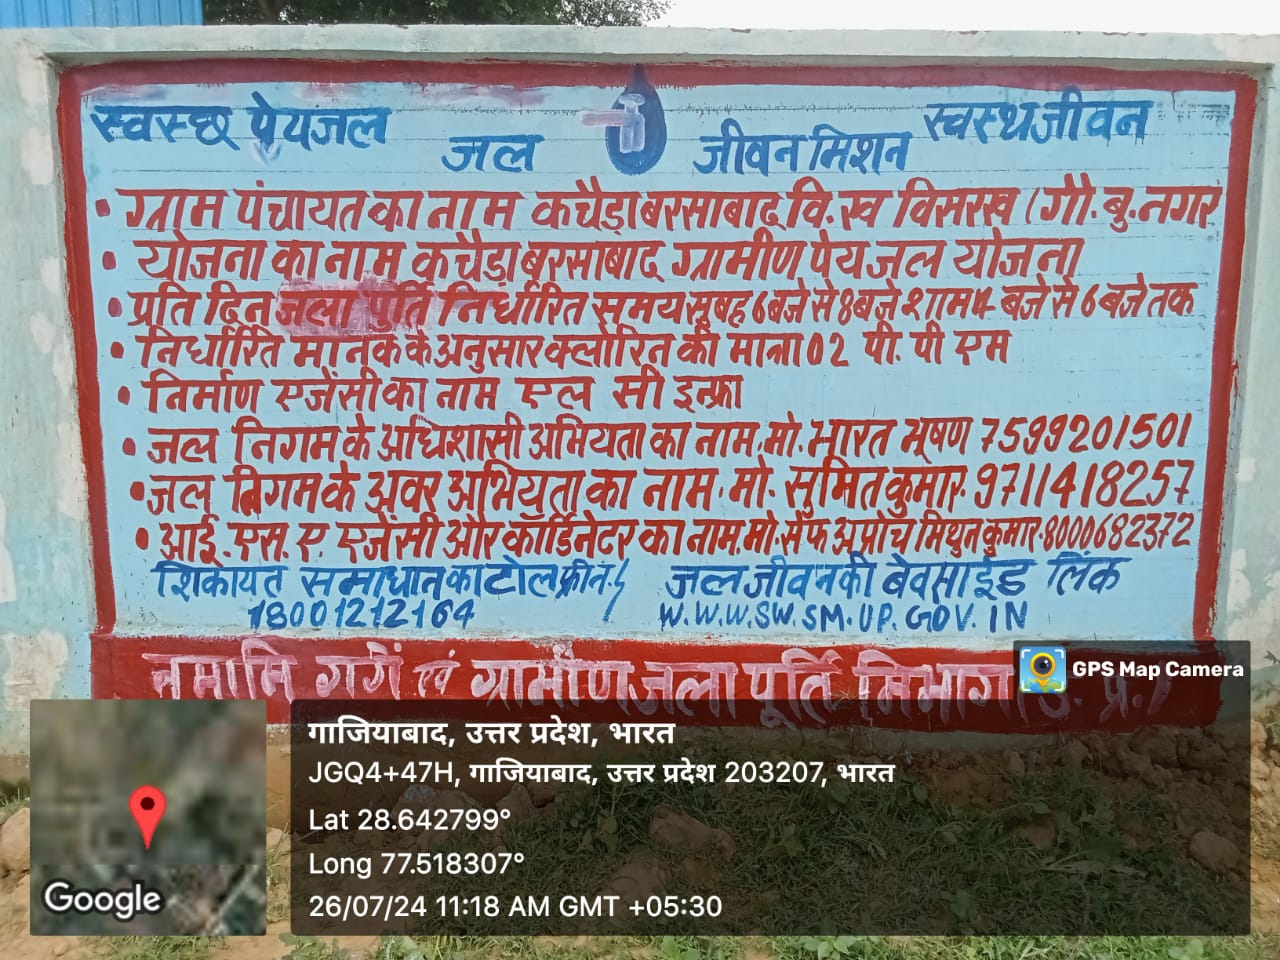 स्वस्छ पेयजल
जल
जीवन मिशन
स्वस्थ जीवन
• ग्राम पंचायत का नाम कचैड़ा बरसाबाद वि.ख्व विसरख (गौ.बु.नगर
• योजना का नाम कचैड़ा बरसाबाद ग्रामीण पेयजल योजना
• प्रति दिन जला पुर्ति निर्धारित समय सुबह 6 बजे से 8 बजे शाम 4 बजे से 6 बजे तक
• निर्धारित मानक के अनुसार क्लोरिन की मात्रा 02 पी. पी एम
• निर्माण एजेंसी का नाम एल सी इन्फ्रा
• जल निगम के अधिशासी अभियता का नाम.मो. भारत भूषण 7599201501
• जल निगम के अवर अभियुता का नाम.मो. सुमित कुमार. 9711418257
• आई.एस.ए. एजेंसी और कॉर्डिनेटर का नाम.मो. सेफ अप्रोच मिथुन कुमार. 8000682372
शिकायत समाधान का टोल फ्री नं.
18001212164
जल जीवन की बेवसाईड लिंक
W.W.W.SW.SM.UP.GOV.IN
नमामि गगें एवं ग्रामीण जला पूर्ति विभाग उ. प्र.
GPS Map Camera
गाजियाबाद, उत्तर प्रदेश, भारत
JGQ4+47H, गाजियाबाद, उत्तर प्रदेश 203207, भारत
Lat 28.642799°
Long 77.518307°
26/07/24 11:18 AM GMT +05:30
Google